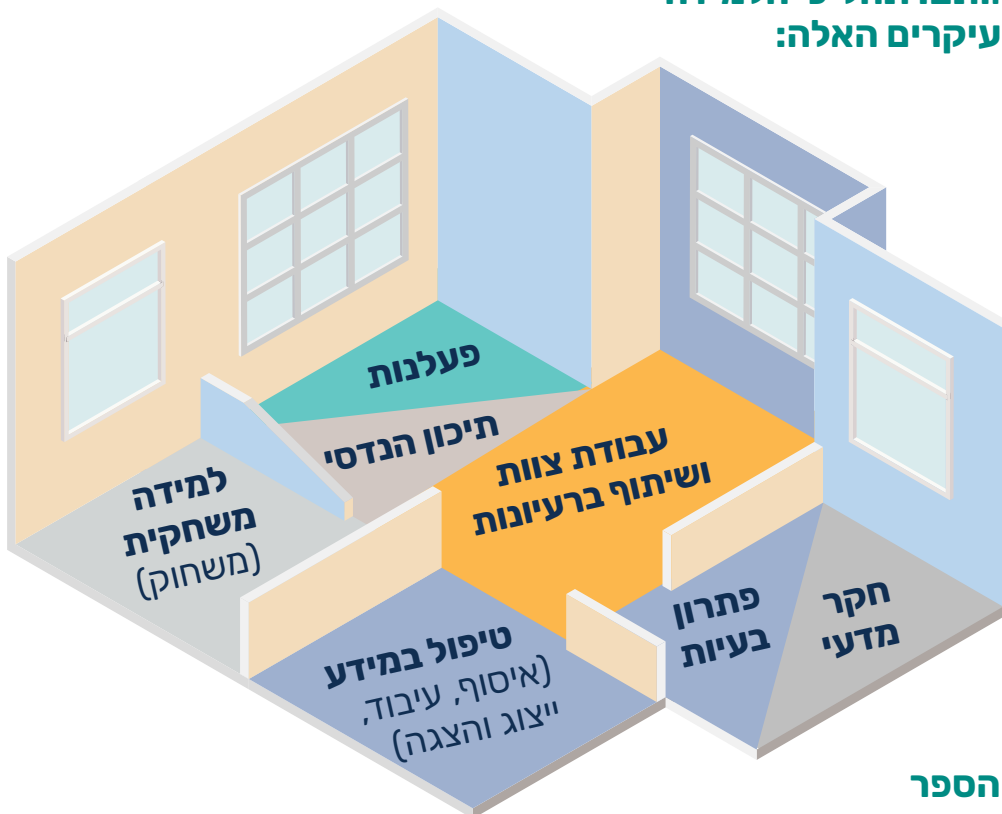 עיקרים האלה:
פעלנות
תיכון הנדסי
עבודת צוות
ושיתוף ברעיונות
למידה
משחקית
(משחוק)
חקר
מדעי
פתרון
בעיות
טיפול במידע
(איסוף, עיבוד,
ייצוג והצגה)
הספר